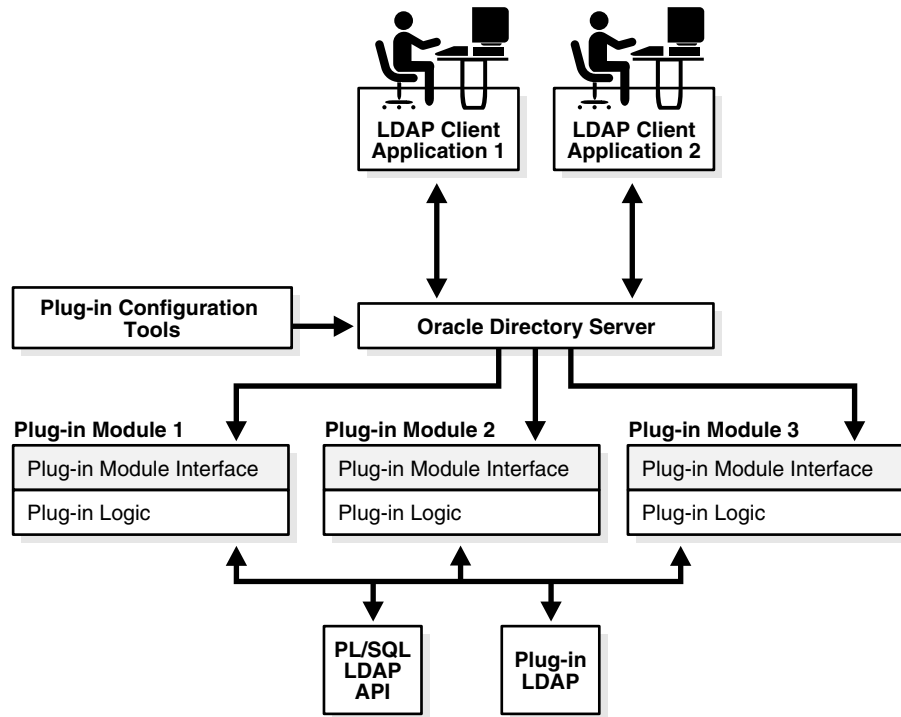 LDAP Client
Application 1
LDAP Client
Application 2
Plug-in Configuration
Tools
Oracle Directory Server
Plug-in Module 1
Plug-in Module Interface
Plug-in Logic
Plug-in Module 2
Plug-in Module Interface
Plug-in Logic
Plug-in Module 3
Plug-in Module Interface
Plug-in Logic
PL/SQL
LDAP
API
Plug-in
LDAP